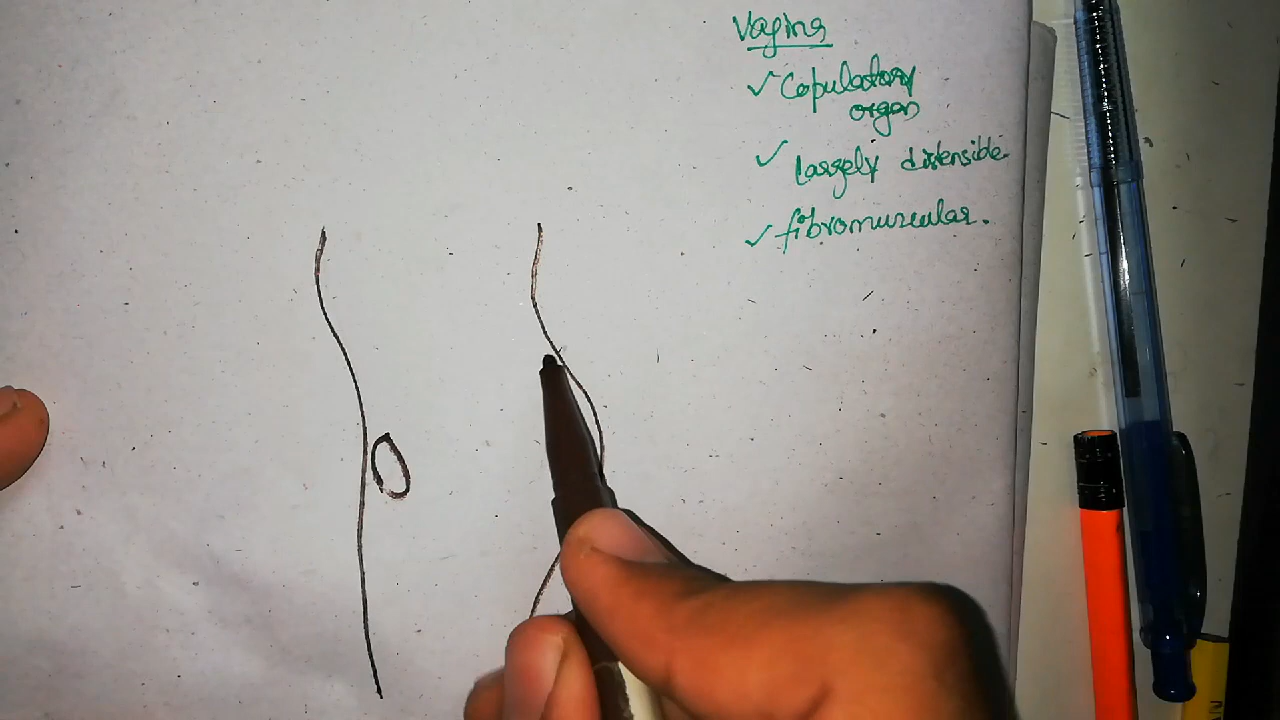 Vagina
✓ Copulatory
organ
✓ Largely distensible.
✓ fibromuscular.